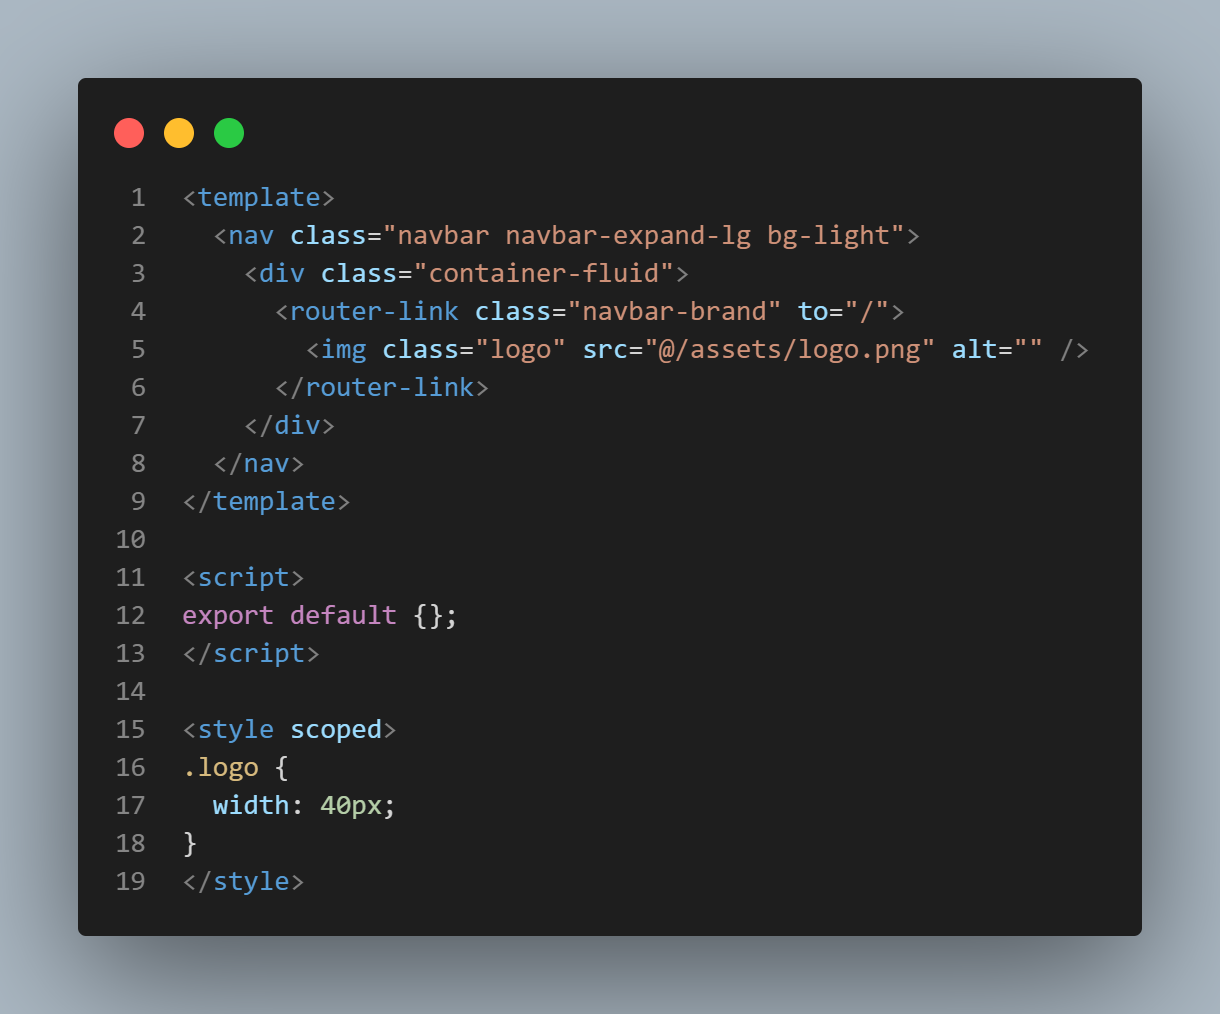 1 <template>
2   <nav class="navbar navbar-expand-lg bg-light">
3     <div class="container-fluid">
4       <router-link class="navbar-brand" to="/">
5         <img class="logo" src="@/assets/logo.png" alt="" />
6       </router-link>
7     </div>
8   </nav>
9 </template>
10
11 <script>
12 export default {};
13 </script>
14
15 <style scoped>
16 .logo {
17   width: 40px;
18 }
19 </style>